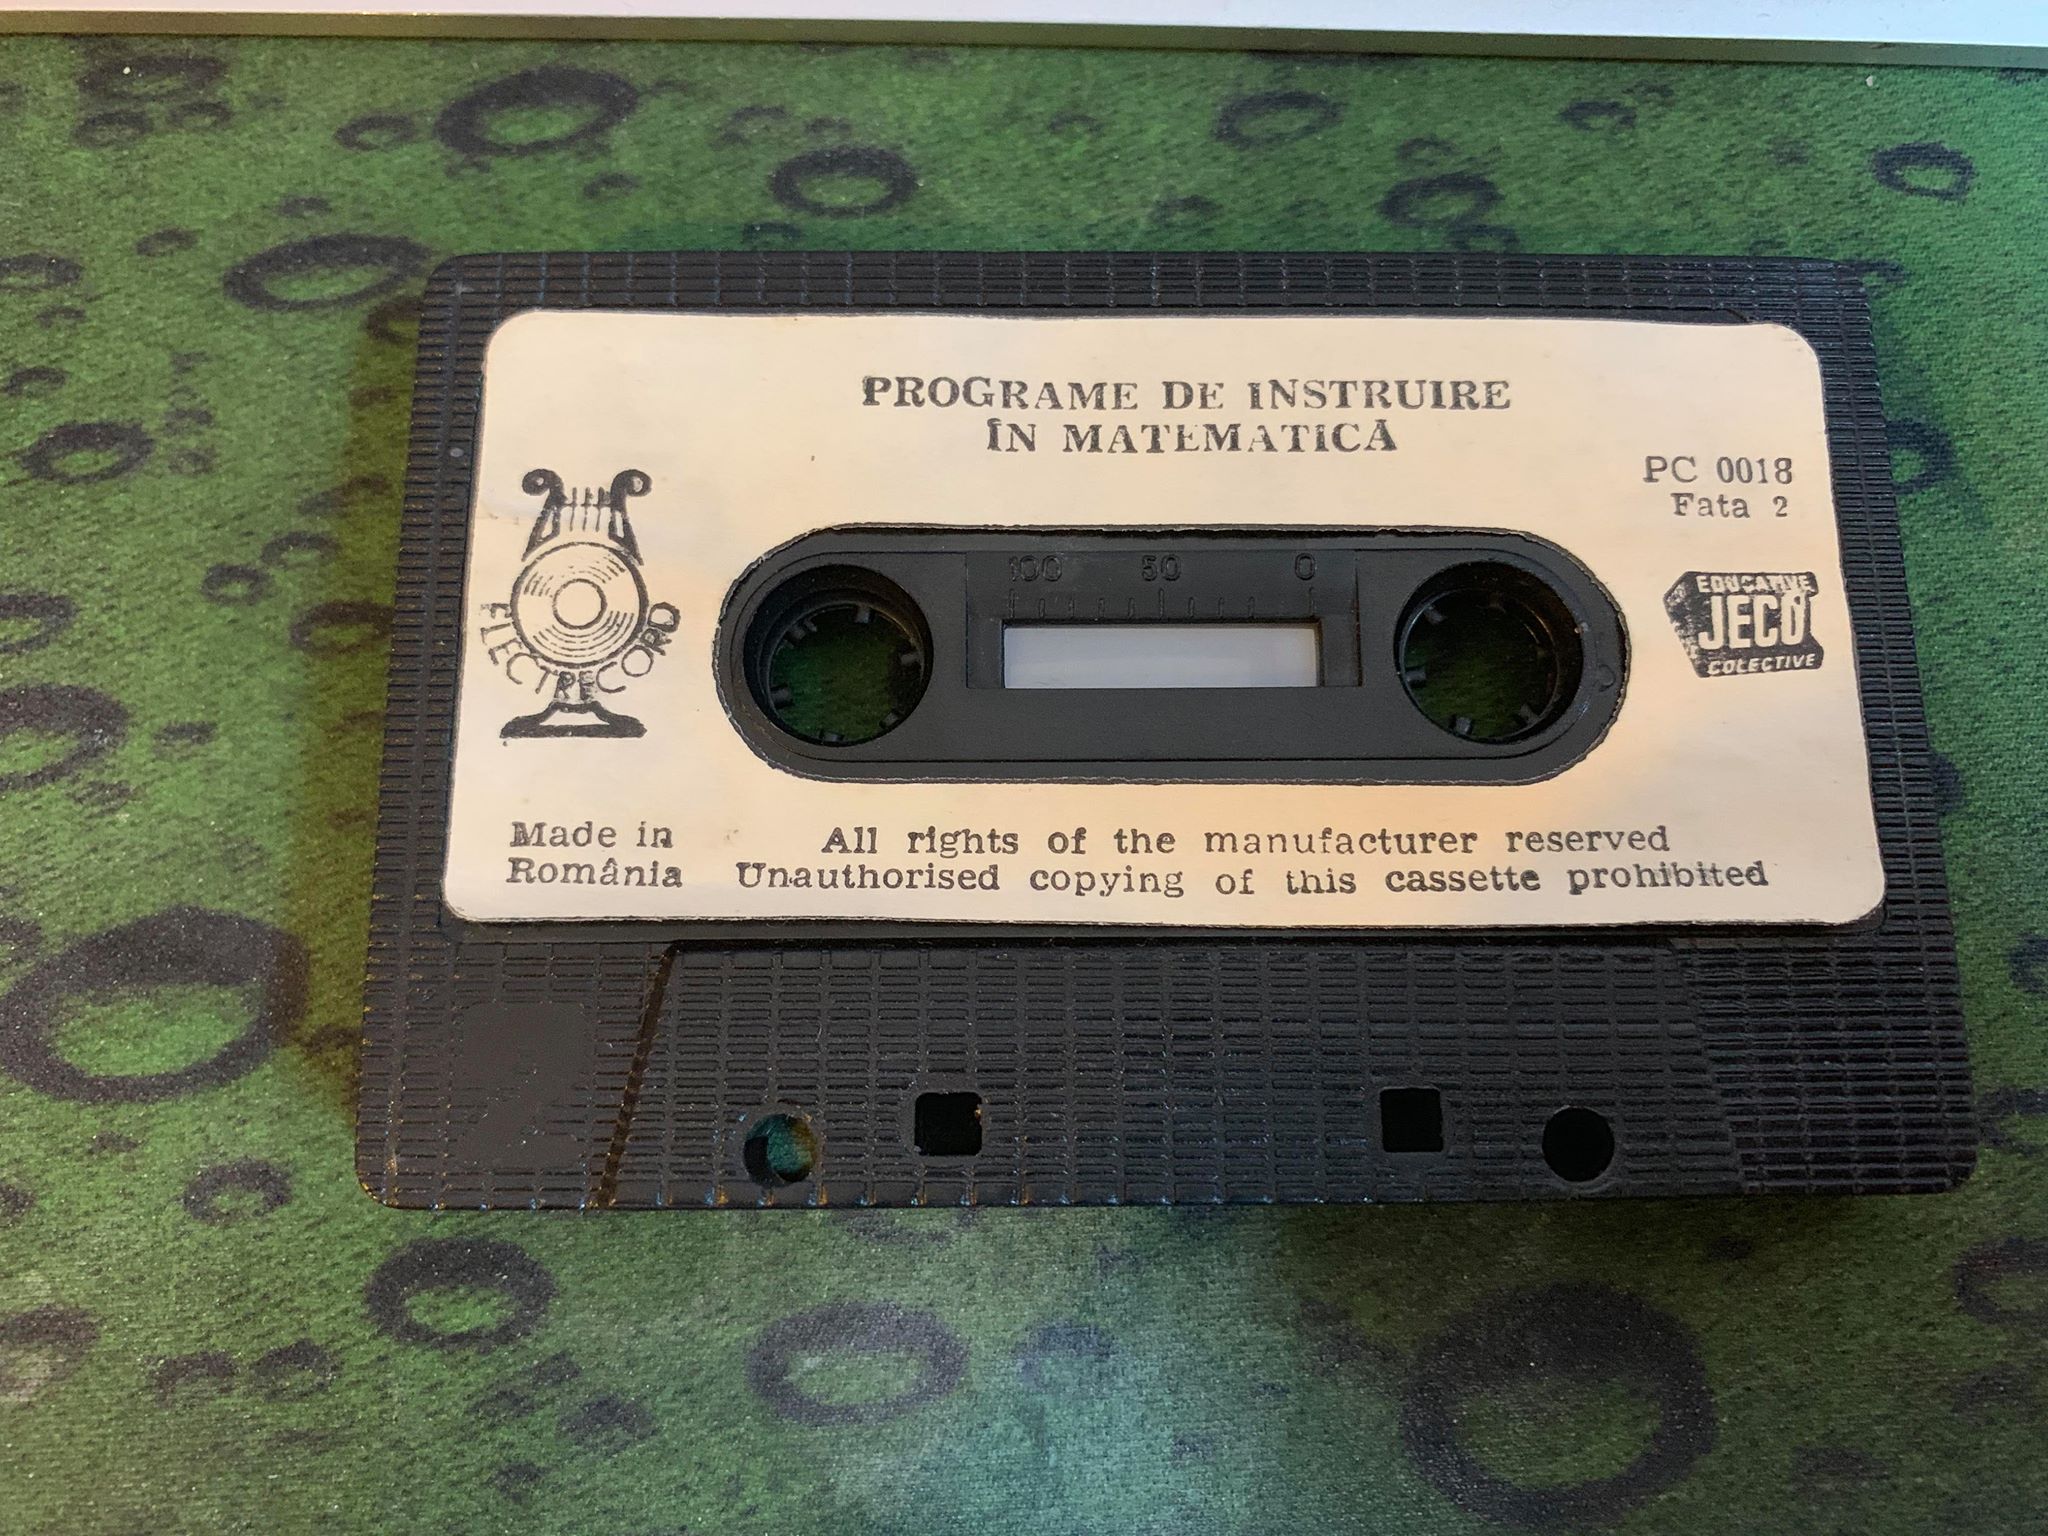 PROGRAME DE INSTRUIRE
ÎN MATEMATICĂ
PC 0018
Fata 2
ELECTRECORD
100 50 0
EDUCATIVE
JECO
COLECTIVE
Made in
România
All rights of the manufacturer reserved
Unauthorised copying of this cassette prohibited